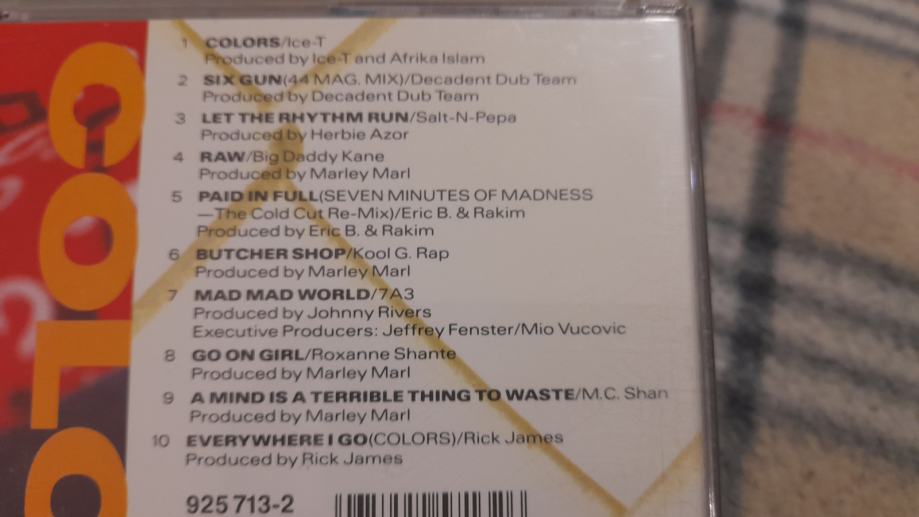 COLO
1 COLORS/Ice-T
Produced by Ice-T and Afrika Islam
2 SIX GUN(44 MAG. MIX)/Decadent Dub Team
Produced by Decadent Dub Team
3 LET THE RHYTHM RUN/Salt-N-Pepa
Produced by Herbie Azor
4 RAW/Big Daddy Kane
Produced by Marley Marl
5 PAID IN FULL(SEVEN MINUTES OF MADNESS
—The Cold Cut Re-Mix)/Eric B. & Rakim
Produced by Eric B. & Rakim
6 BUTCHER SHOP/Kool G. Rap
Produced by Marley Marl
7 MAD MAD WORLD/7A3
Produced by Johnny Rivers
Executive Producers: Jeffrey Fenster/Mio Vucovic
8 GO ON GIRL/Roxanne Shante
Produced by Marley Marl
9 A MIND IS A TERRIBLE THING TO WASTE/M.C. Shan
Produced by Marley Marl
10 EVERYWHERE I GO(COLORS)/Rick James
Produced by Rick James
925 713-2